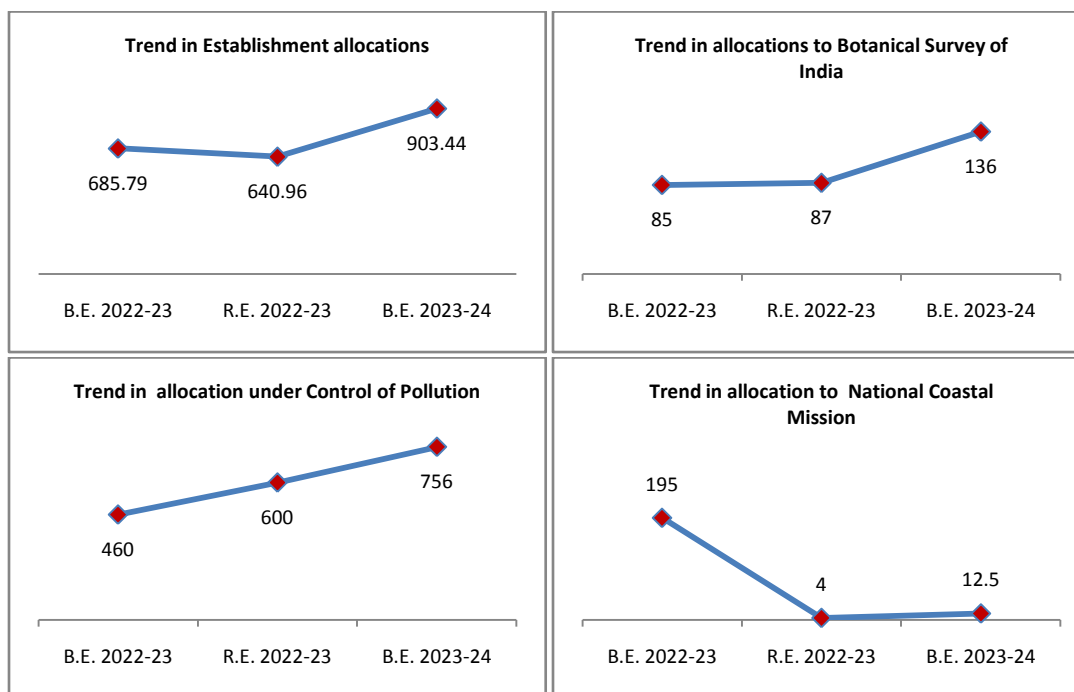 Trend in Establishment allocations
685.79
640.96
903.44
B.E. 2022-23 R.E. 2022-23 B.E. 2023-24
Trend in allocations to Botanical Survey of
India
85
87
136
B.E. 2022-23 R.E. 2022-23 B.E. 2023-24
Trend in allocation under Control of Pollution
460
600
756
B.E. 2022-23 R.E. 2022-23 B.E. 2023-24
Trend in allocation to National Coastal
Mission
195
4
12.5
B.E. 2022-23 R.E. 2022-23 B.E. 2023-24